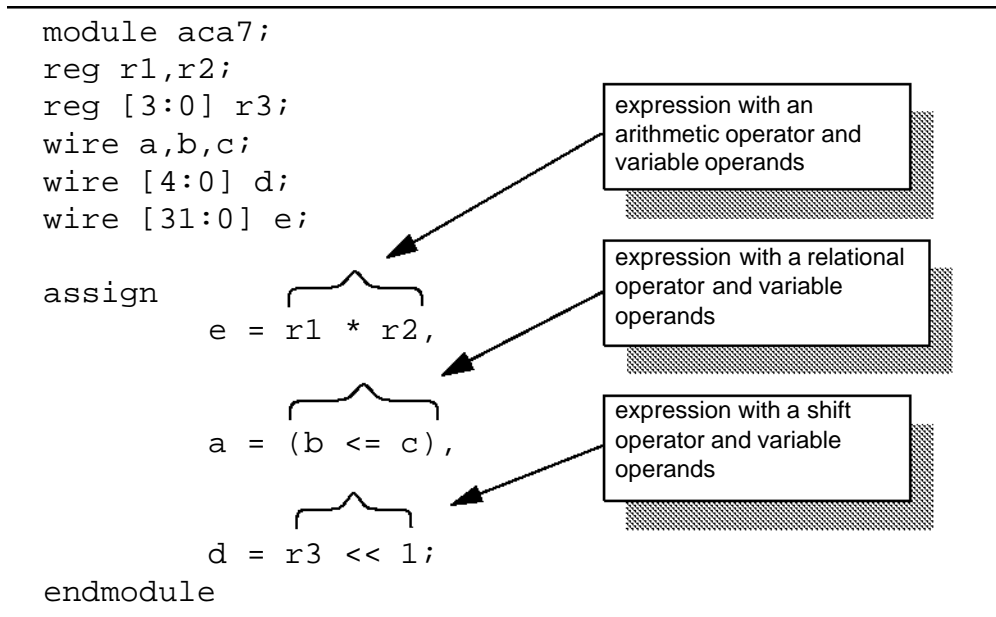 module aca7;
reg r1,r2;
reg [3:0] r3;
wire a,b,c;
wire [4:0] d;
wire [31:0] e;
expression with an
arithmetic operator and
variable operands
assign
e = r1 * r2,
expression with a relational
operator and variable
operands
a = (b <= c),
expression with a shift
operator and variable
operands
d = r3 << 1;
endmodule